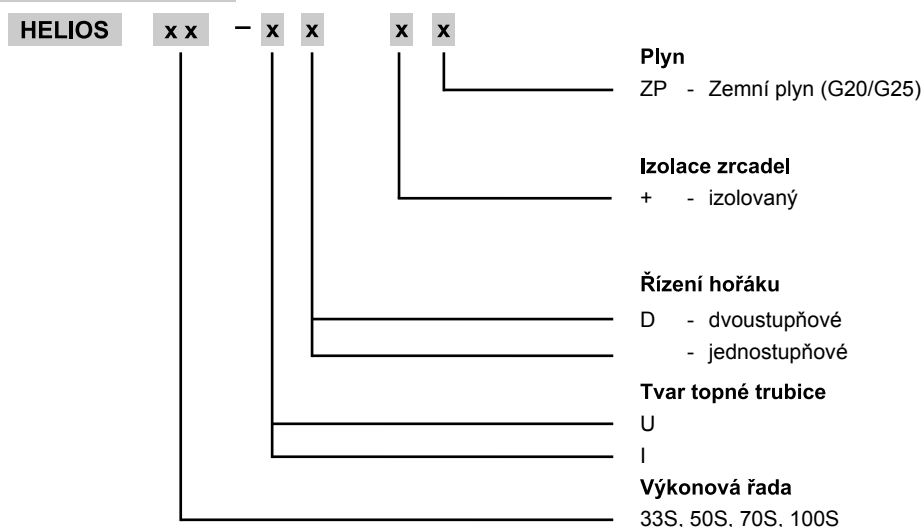 HELIOS x x – x x x x
Plyn
ZP - Zemní plyn (G20/G25)
Izolace zrcadel
+ - izolovaný
Řízení hořáku
D - dvoustupňové
- jednostupňové
Tvar topné trubice
U
I
Výkonová řada
33S, 50S, 70S, 100S